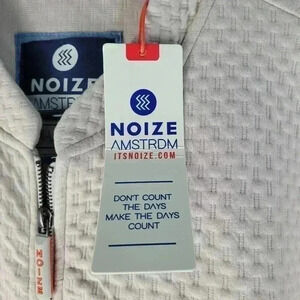 NOIZE
AMSTRDM
NOIZE
AMSTRDM
ITSNOIZE.COM
DON'T COUNT
THE DAYS
MAKE THE DAYS
COUNT
NOIZE